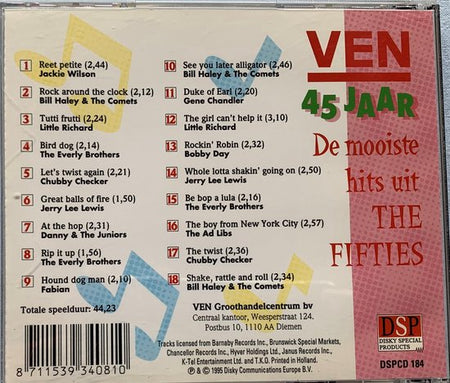 1 Reet petite (2,44)
Jackie Wilson
2 Rock around the clock (2,12)
Bill Haley & The Comets
3 Tutti frutti (2,24)
Little Richard
4 Bird dog (2,14)
The Everly Brothers
5 Let's twist again (2,21)
Chubby Checker
6 Great balls of fire (1,50)
Jerry Lee Lewis
7 At the hop (2,31)
Danny & The Juniors
8 Rip it up (1,56)
The Everly Brothers
9 Hound dog man (2,10)
Fabian
Totale speelduur: 44,23
10 See you later alligator (2,46)
Bill Haley & The Comets
11 Duke of Earl (2,20)
Gene Chandler
12 The girl can't help it (3,10)
Little Richard
13 Rockin' Robin (2,32)
Bobby Day
14 Whole lotta shakin' going on (2,50)
Jerry Lee Lewis
15 Be bop a lula (2,16)
The Everly Brothers
16 The boy from New York City (2,57)
The Ad Libs
17 The twist (2,36)
Chubby Checker
18 Shake, rattle and roll (2,34)
Bill Haley & The Comets
VEN Groothandelcentrum bv
Centraal kantoor, Weesperstraat 124.
Postbus 10, 1110 AA Diemen
Tracks licensed from Barnaby Records Inc., Brunswick Special Markets,
Chancellor Records Inc., Hyver Holdings Ltd., Janus Records Inc.,
K-Tel Entertainment Ltd. and T.K.O. Printed in Holland.
℗ & © 1995 Disky Communications Europe B.V.
8 711539 340810
VEN
45 JAAR
De mooiste
hits uit
THE
FIFTIES
DSP
DISKY SPECIAL
PRODUCTS
DSPCD 184